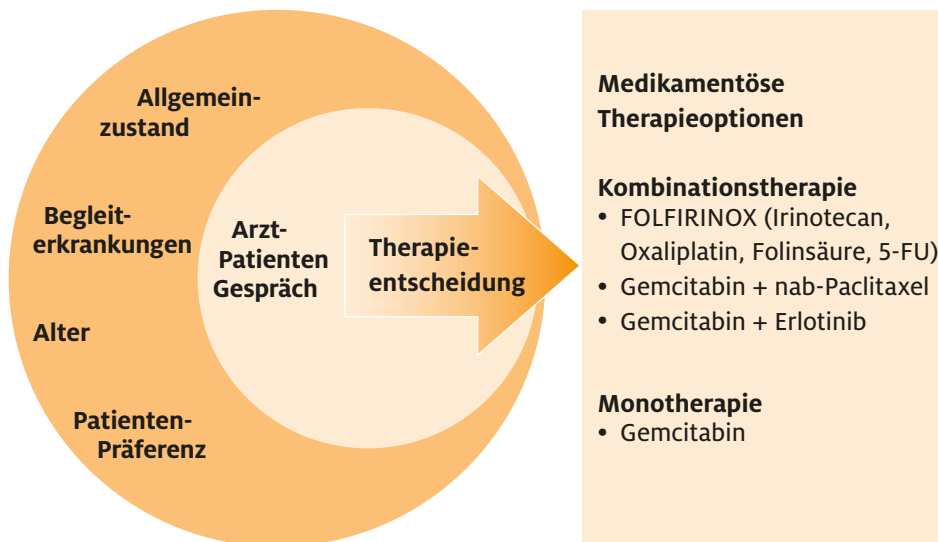 Allgemein-
zustand
Begleit-
erkrankungen
Alter
Patienten-
Präferenz
Arzt-
Patienten
Gespräch
Therapie-
entscheidung
Medikamentöse
Therapieoptionen
Kombinationstherapie
• FOLFIRINOX (Irinotecan,
Oxaliplatin, Folinsäure, 5-FU)
• Gemcitabin + nab-Paclitaxel
• Gemcitabin + Erlotinib
Monotherapie
• Gemcitabin